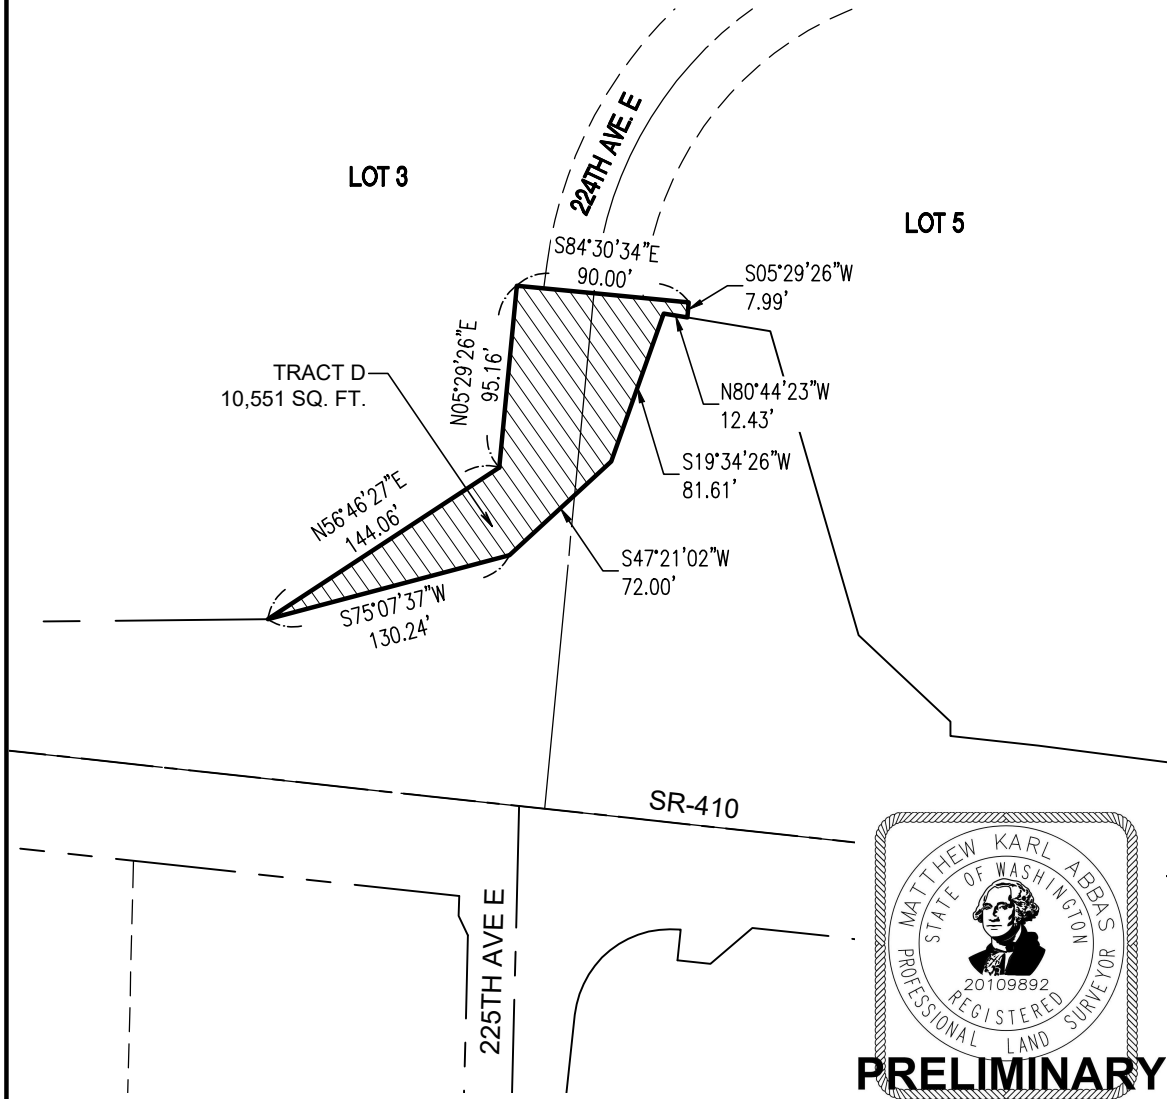 224TH AVE. E
LOT 3
LOT 5
S84°30'34"E
90.00'
S05°29'26"W
7.99'
N05°29'26"E
95.16'
TRACT D
10,551 SQ. FT.
N80°44'23"W
12.43'
S19°34'26"W
81.61'
N56°46'27"E
144.06'
S47°21'02"W
72.00'
S75°07'37"W
130.24'
SR-410
225TH AVE E
MATTHEW KARL ABBAS
STATE OF WASHINGTON
20109892
REGISTERED
PROFESSIONAL LAND SURVEYOR
PRELIMINARY